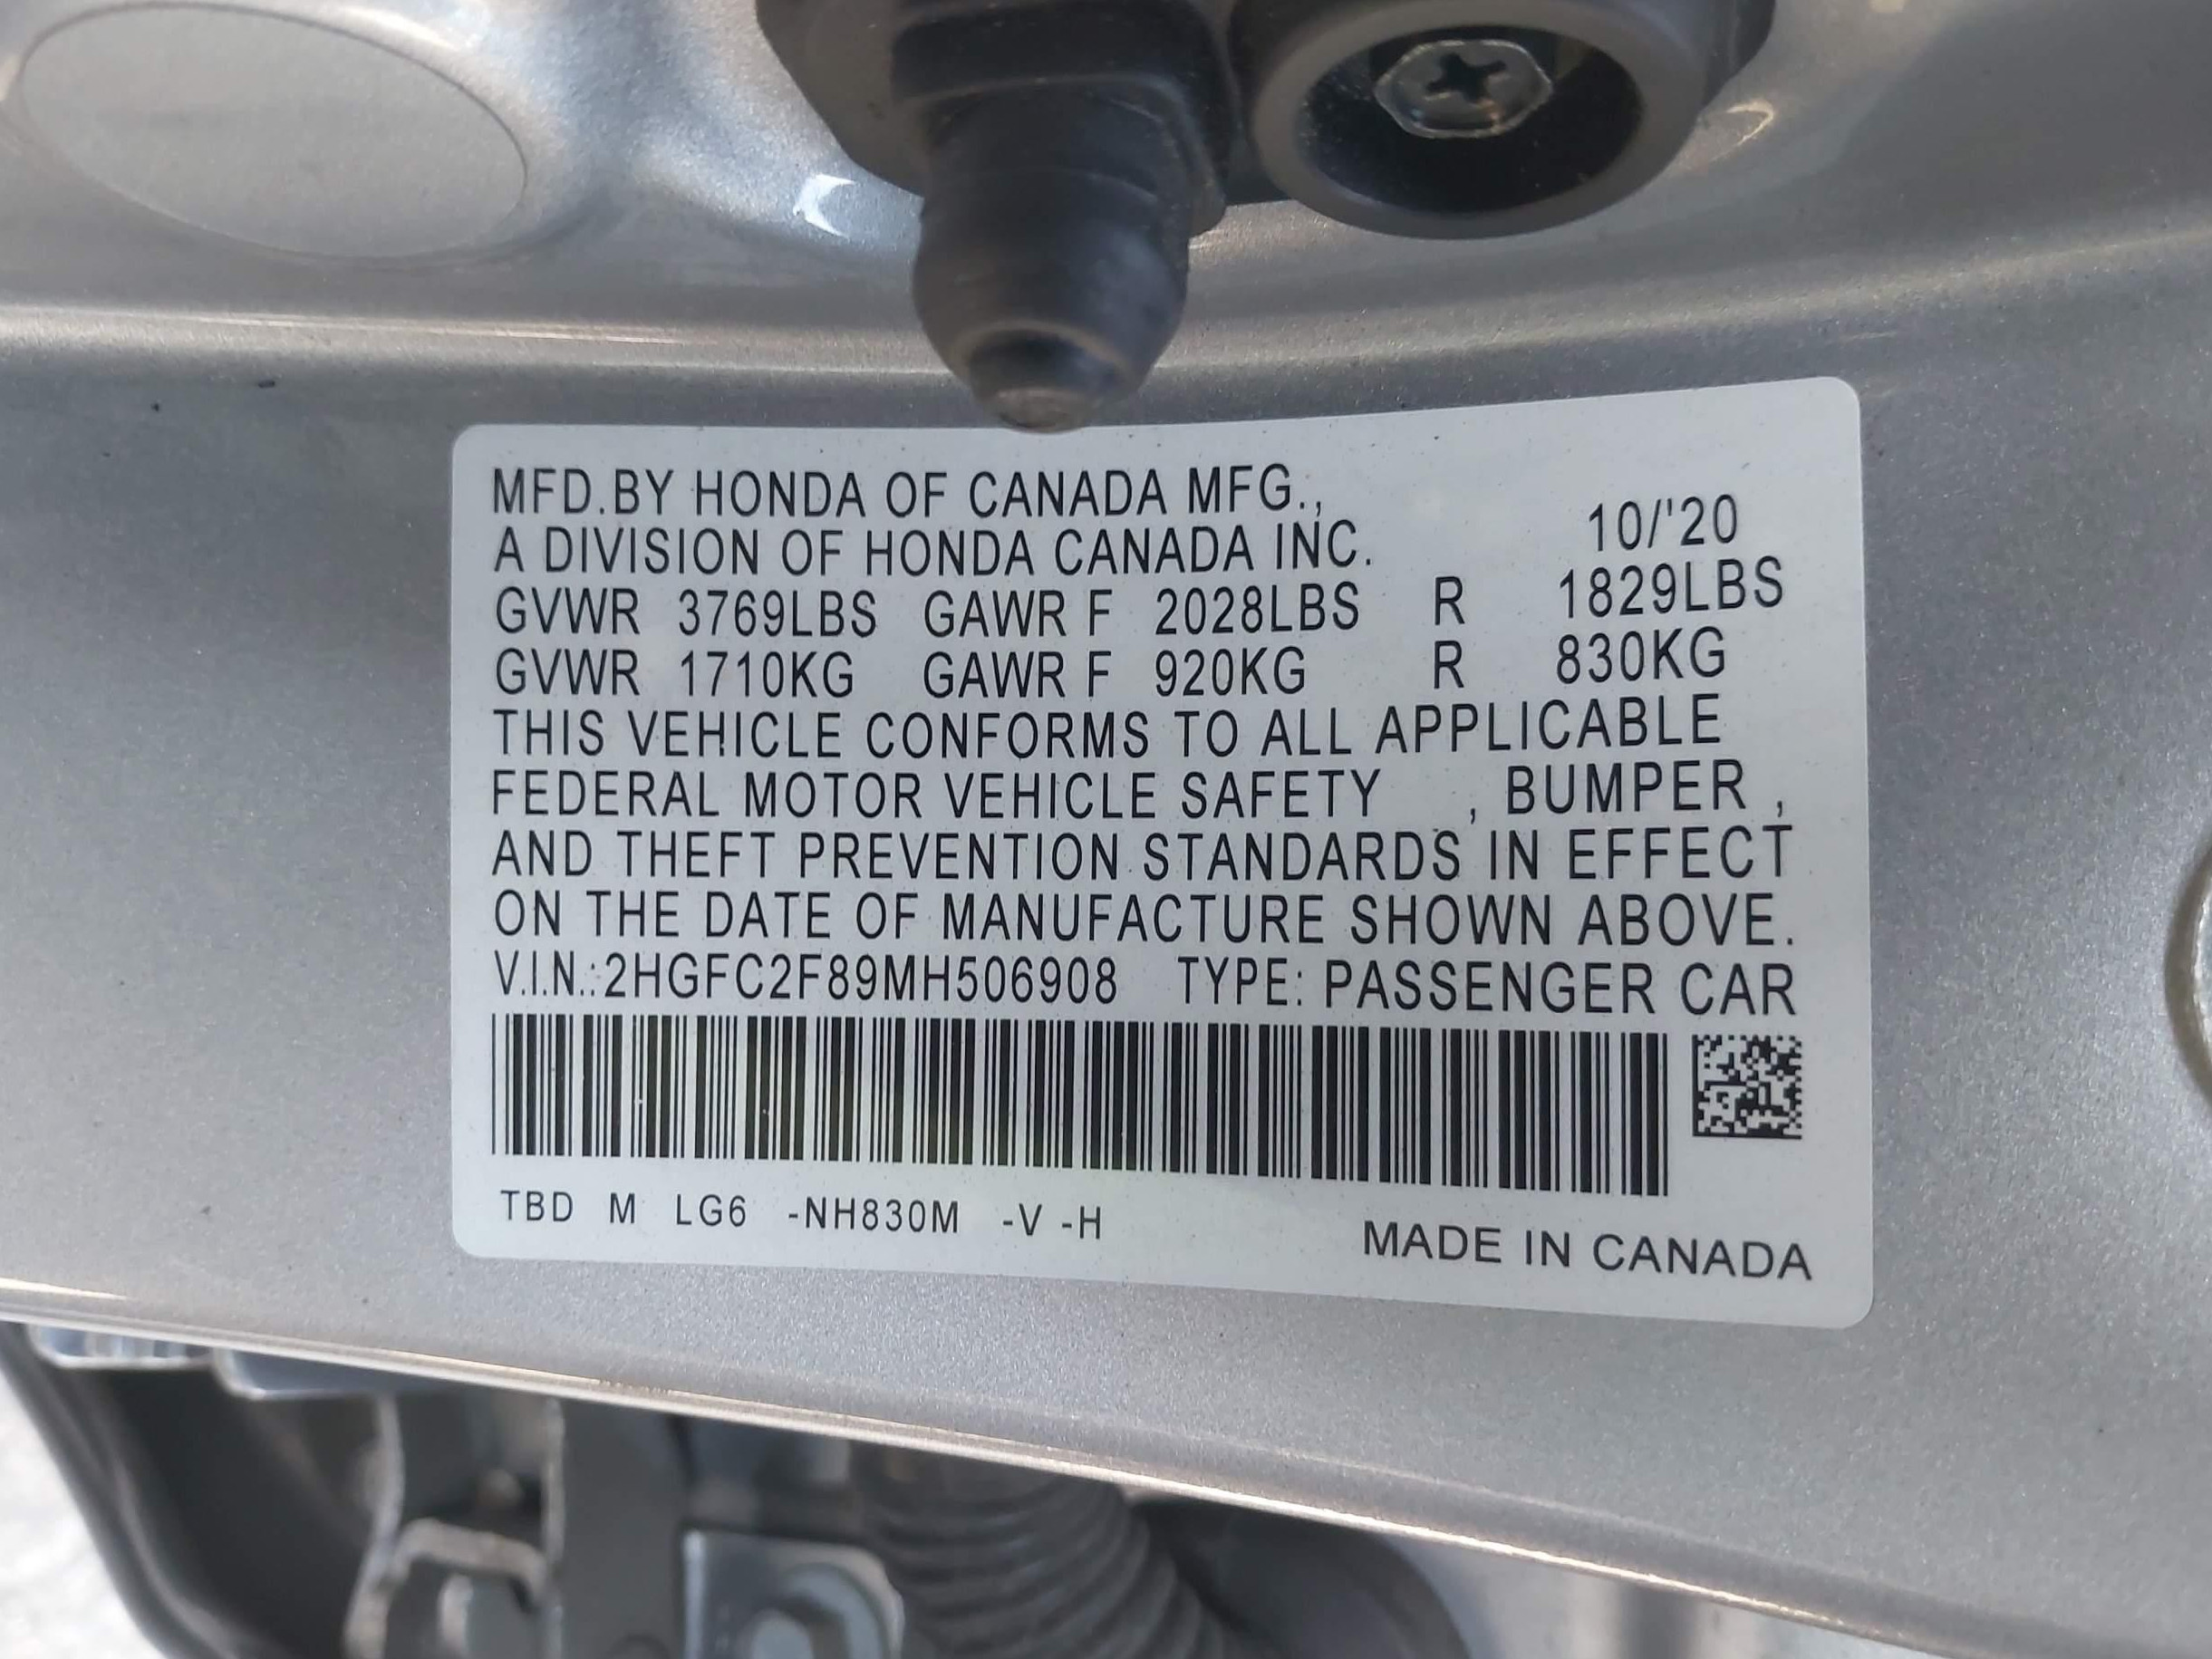 MFD.BY HONDA OF CANADA MFG.,
A DIVISION OF HONDA CANADA INC. 10/'20
GVWR 3769LBS GAWR F 2028LBS R 1829LBS
GVWR 1710KG GAWR F 920KG R 830KG
THIS VEHICLE CONFORMS TO ALL APPLICABLE
FEDERAL MOTOR VEHICLE SAFETY , BUMPER ,
AND THEFT PREVENTION STANDARDS IN EFFECT
ON THE DATE OF MANUFACTURE SHOWN ABOVE.
V.I.N.:2HGFC2F89MH506908 TYPE: PASSENGER CAR
TBD M LG6 -NH830M -V -H
MADE IN CANADA